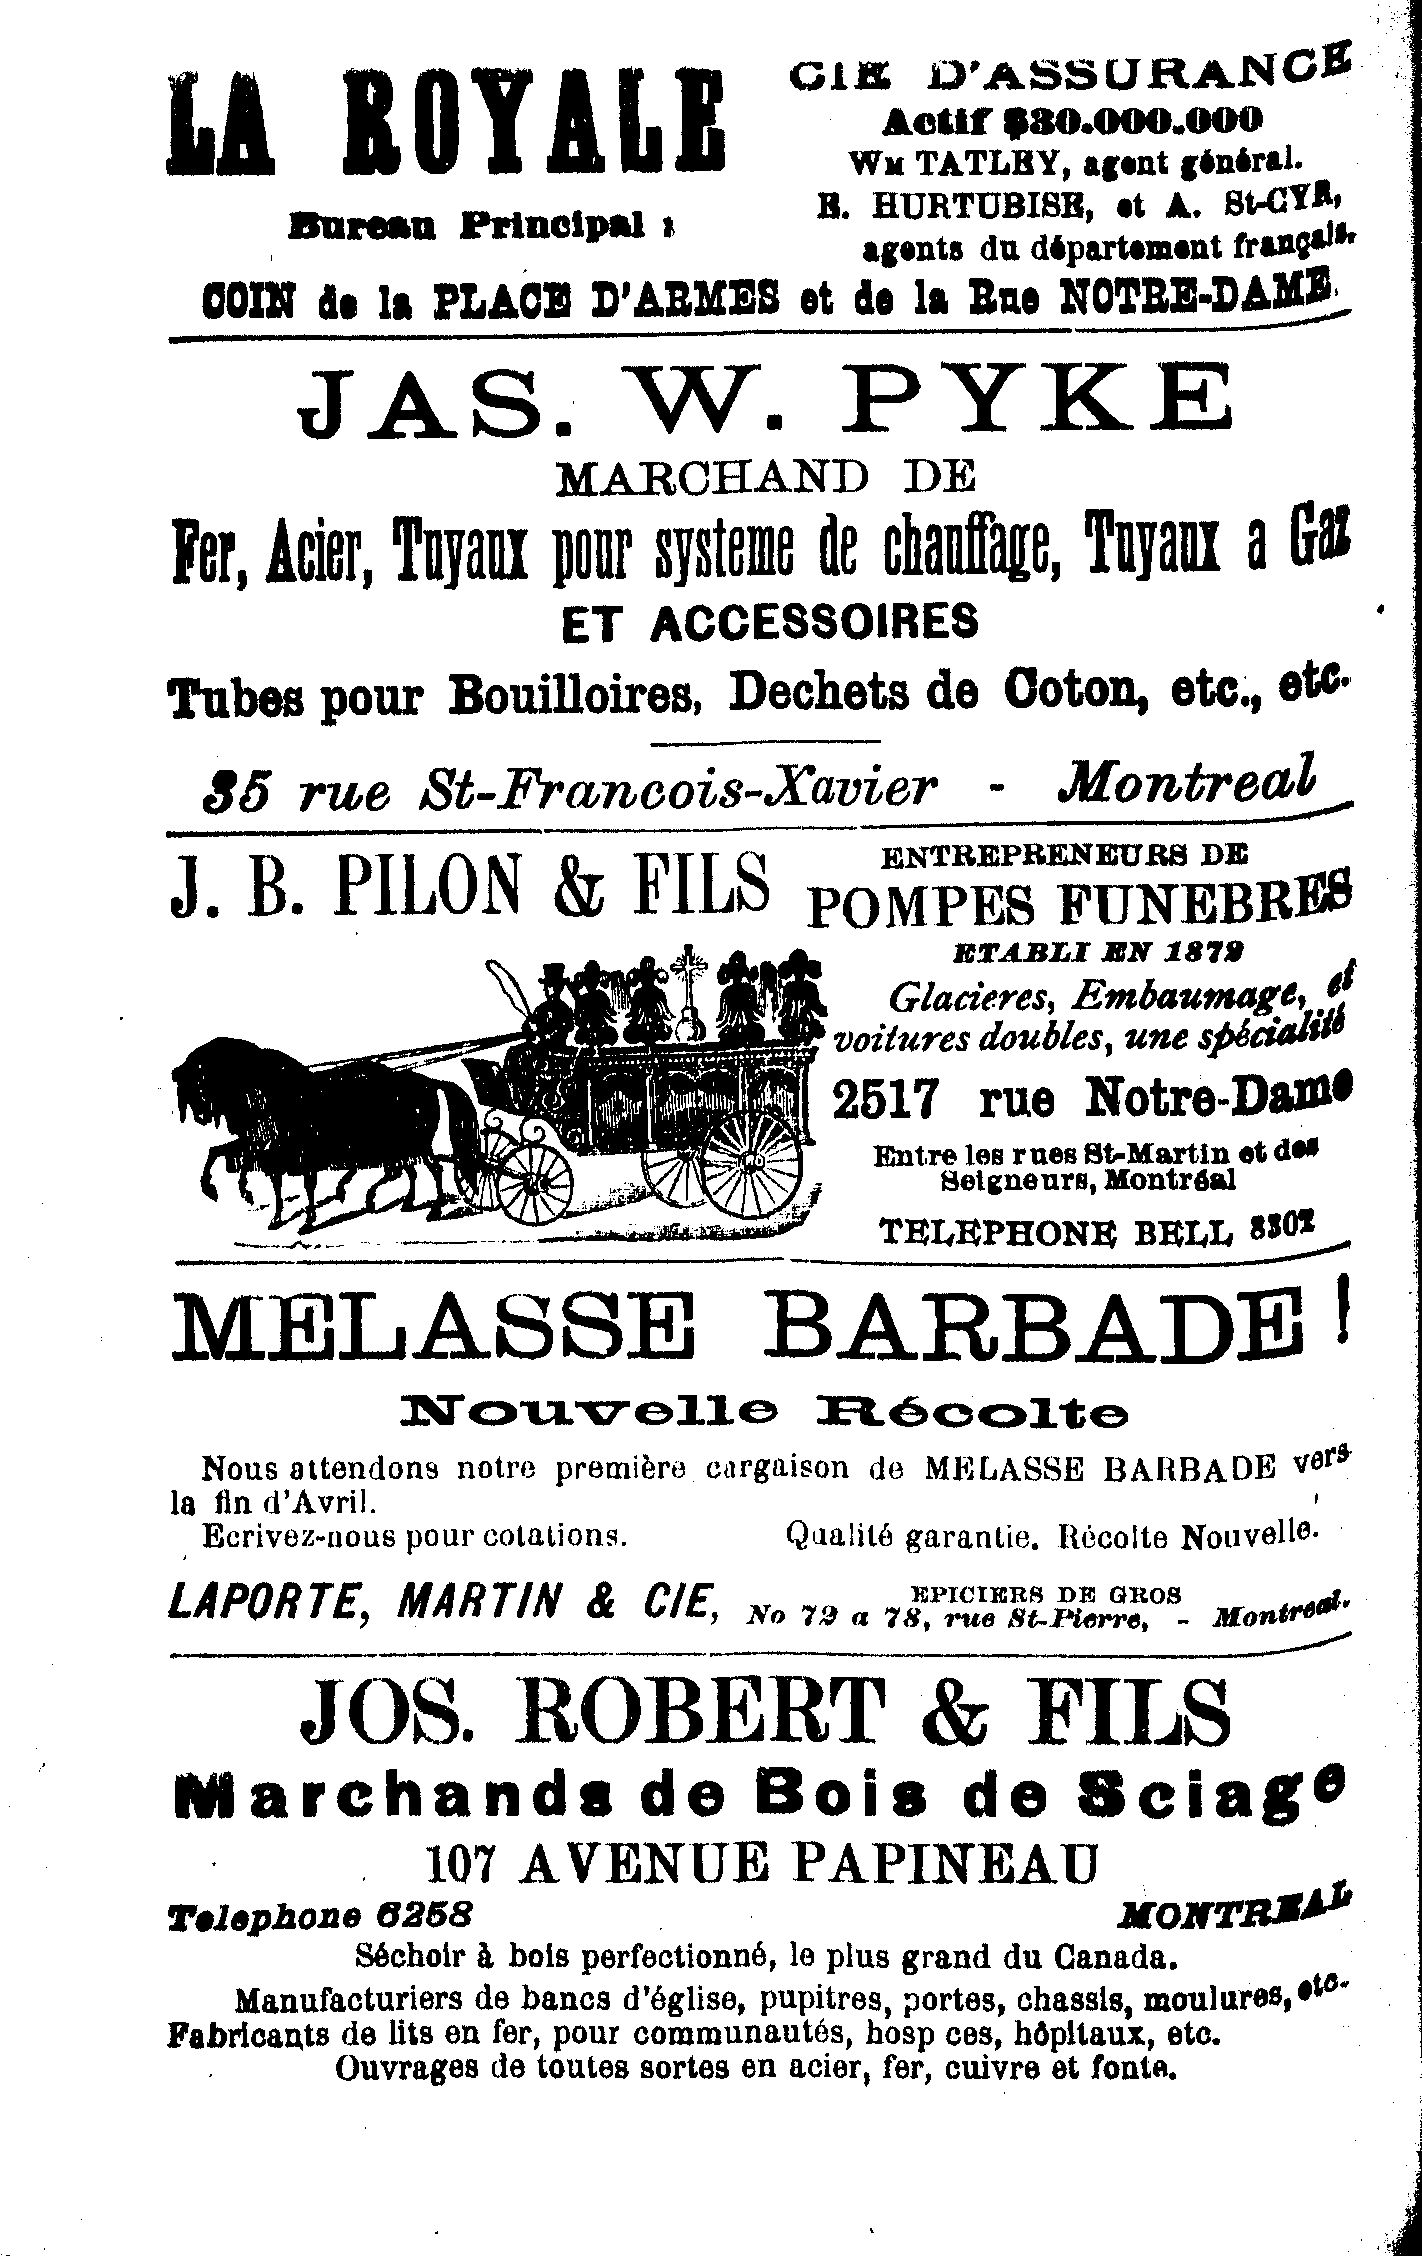 LA ROYALE
CIE D'ASSURANCE
Actif $30.000.000
WM TATLEY, agent général.
E. HURTUBISE, et A. St-CYR,
agents du département français.
Bureau Principal :
COIN de la PLACE D'ARMES et de la Rue NOTRE-DAME.
JAS. W. PYKE
MARCHAND DE
Fer, Acier, Tuyaux pour systeme de chauffage, Tuyaux a Gaz
ET ACCESSOIRES
Tubes pour Bouilloires, Dechets de Coton, etc., etc.
35 rue St-Francois-Xavier - Montreal
J. B. PILON & FILS
ENTREPRENEURS DE
POMPES FUNEBRES
ETABLI EN 1879
Glacieres, Embaumage, et
voitures doubles, une spécialité
2517 rue Notre-Dame
Entre les rues St-Martin et des
Seigneurs, Montréal
TELEPHONE BELL 8302
MELASSE BARBADE !
Nouvelle Récolte
Nous attendons notre première cargaison de MELASSE BARBADE vers
la fin d'Avril.
Ecrivez-nous pour cotations. Qualité garantie. Récolte Nouvelle.
LAPORTE, MARTIN & CIE, EPICIERS DE GROS
No 72 a 78, rue St-Pierre, - Montreal.
JOS. ROBERT & FILS
Marchands de Bois de Sciage
107 AVENUE PAPINEAU
Telephone 6258 MONTREAL
Séchoir à bois perfectionné, le plus grand du Canada.
Manufacturiers de bancs d'église, pupitres, portes, chassis, moulures, etc.
Fabricants de lits en fer, pour communautés, hosp ces, hôpitaux, etc.
Ouvrages de toutes sortes en acier, fer, cuivre et fonte.